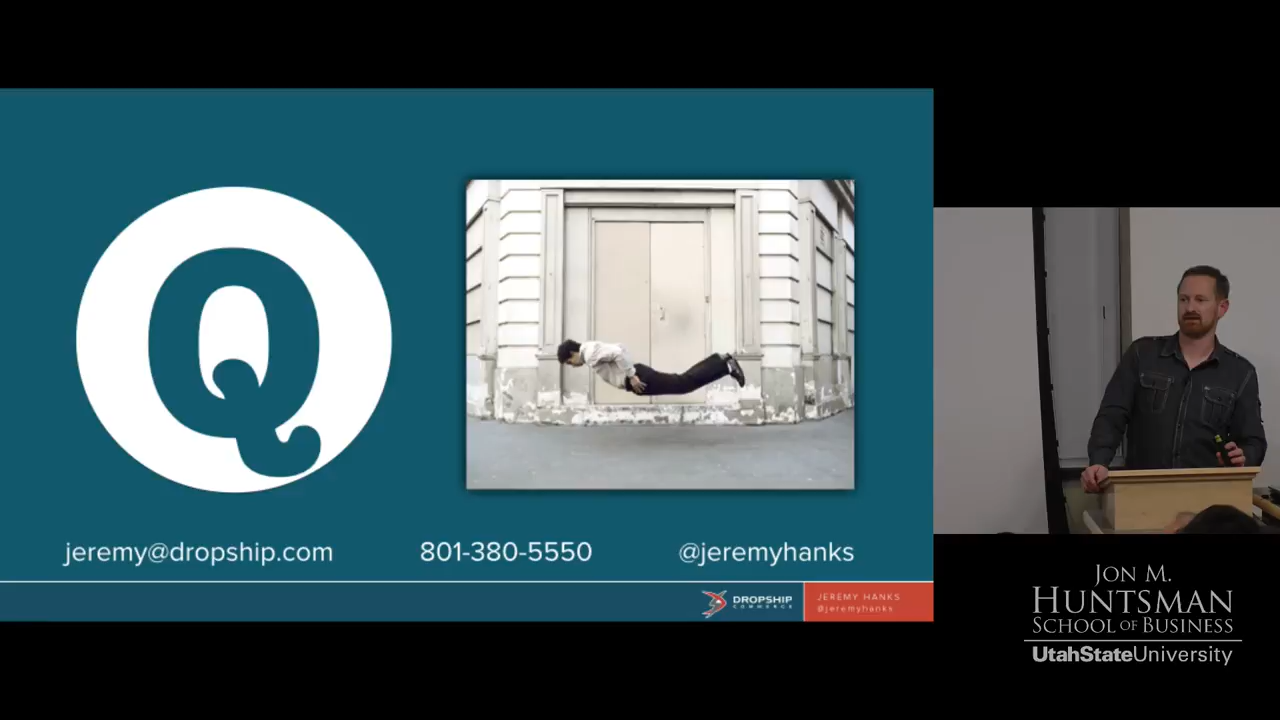 Q
jeremy@dropship.com
801-380-5550
@jeremyhanks
DROPSHIP
COMMERCE
JEREMY HANKS
@jeremyhanks
JON M.
HUNTSMAN
SCHOOL OF BUSINESS
UtahStateUniversity